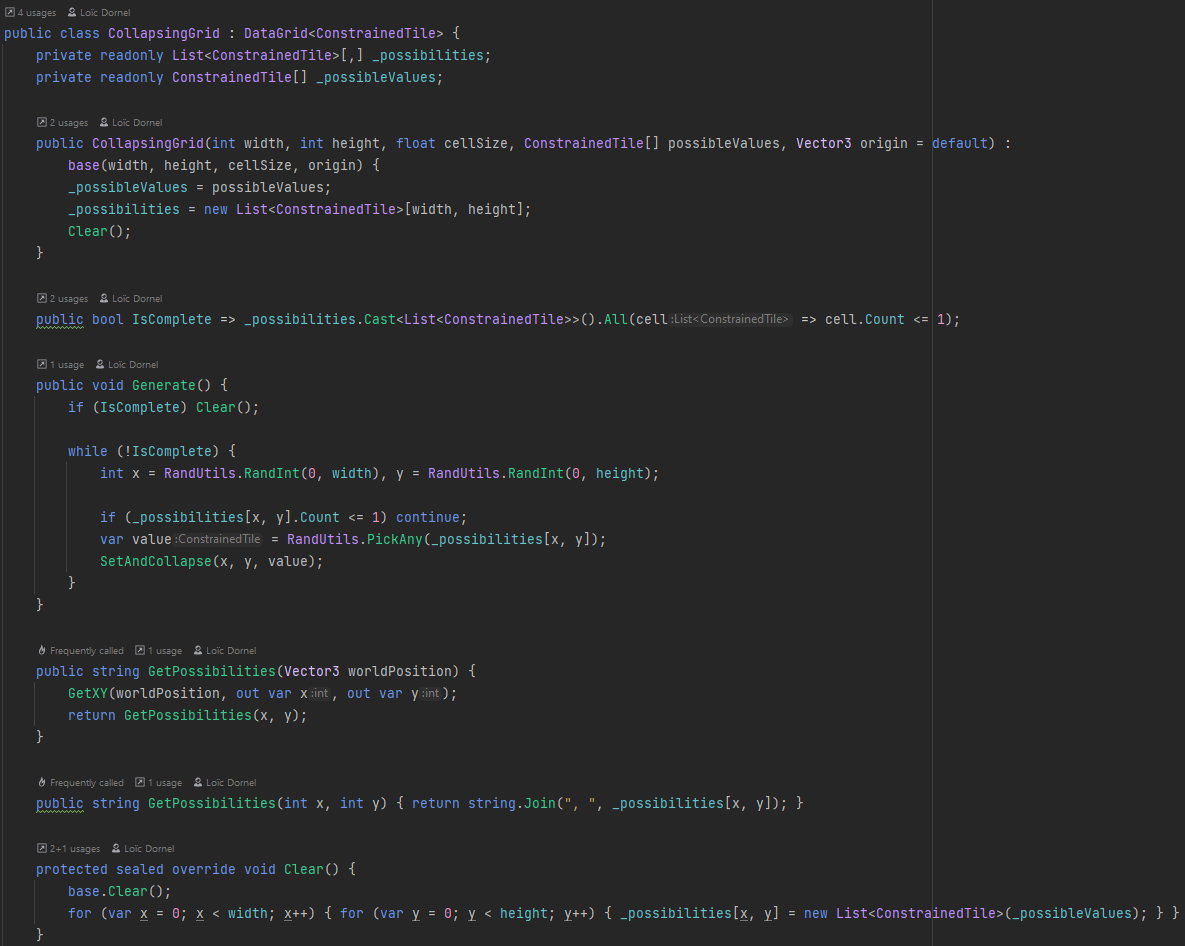 4 usages Loïc Dornel
public class CollapsingGrid : DataGrid<ConstrainedTile> {
private readonly List<ConstrainedTile>[,] _possibilities;
private readonly ConstrainedTile[] _possibleValues;
2 usages Loïc Dornel
public CollapsingGrid(int width, int height, float cellSize, ConstrainedTile[] possibleValues, Vector3 origin = default) :
base(width, height, cellSize, origin) {
_possibleValues = possibleValues;
_possibilities = new List<ConstrainedTile>[width, height];
Clear();
}
2 usages Loïc Dornel
public bool IsComplete => _possibilities.Cast<List<ConstrainedTile>>().All(cell :List<ConstrainedTile> => cell.Count <= 1);
1 usage Loïc Dornel
public void Generate() {
if (IsComplete) Clear();
while (!IsComplete) {
int x = RandUtils.RandInt(0, width), y = RandUtils.RandInt(0, height);
if (_possibilities[x, y].Count <= 1) continue;
var value :ConstrainedTile = RandUtils.PickAny(_possibilities[x, y]);
SetAndCollapse(x, y, value);
}
}
Frequently called 1 usage Loïc Dornel
public string GetPossibilities(Vector3 worldPosition) {
GetXY(worldPosition, out var x :int, out var y :int);
return GetPossibilities(x, y);
}
Frequently called 1 usage Loïc Dornel
public string GetPossibilities(int x, int y) { return string.Join(", ", _possibilities[x, y]); }
2+1 usages Loïc Dornel
protected sealed override void Clear() {
base.Clear();
for (var x = 0; x < width; x++) { for (var y = 0; y < height; y++) { _possibilities[x, y] = new List<ConstrainedTile>(_possibleValues); } }
}